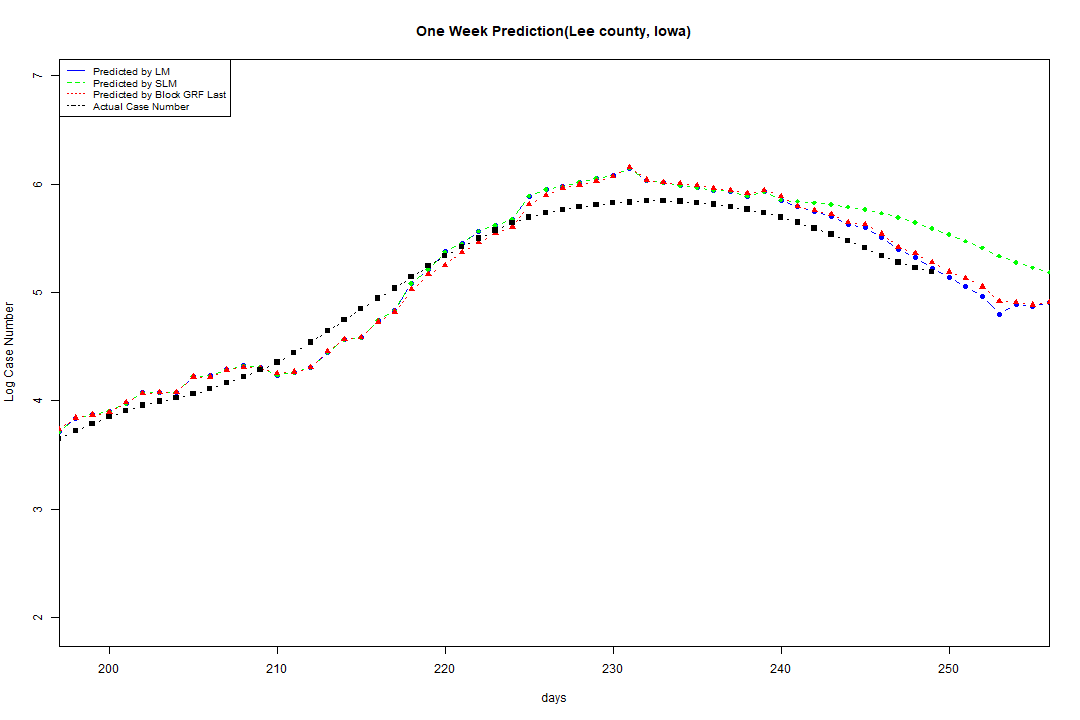 One Week Prediction(Lee county, Iowa)
Predicted by LM
Predicted by SLM
Predicted by Block GRF Last
Actual Case Number
7
6
5
4
3
2
Log Case Number
200 210 220 230 240 250
days